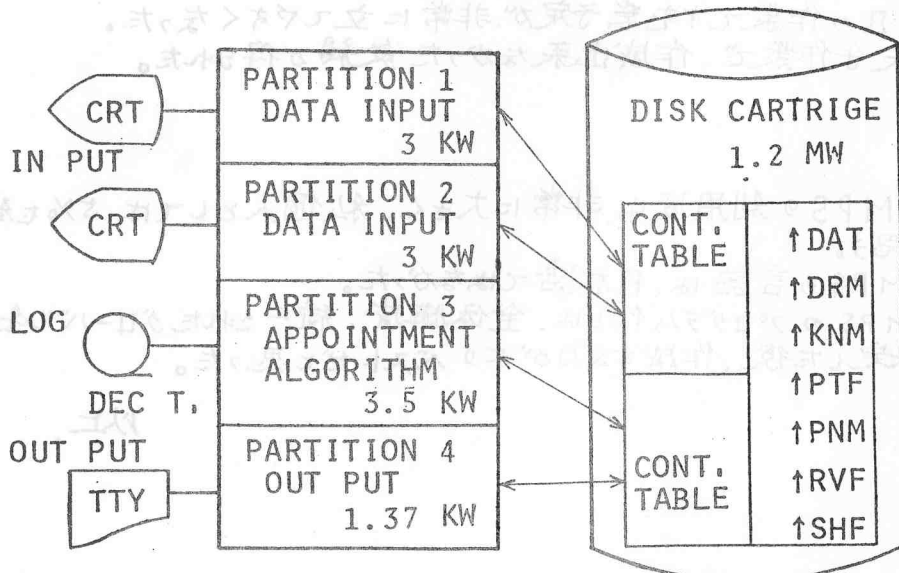 PARTITION 1
DATA INPUT
3 KW
CRT
IN PUT
PARTITION 2
DATA INPUT
3 KW
CRT
PARTITION 3
APPOINTMENT
ALGORITHM
3.5 KW
LOG
DEC T.
OUT PUT
TTY
PARTITION 4
OUT PUT
1.37 KW
DISK CARTRIGE
1.2 MW
CONT.
TABLE
CONT.
TABLE
↑DAT
↑DRM
↑KNM
↑PTF
↑PNM
↑RVF
↑SHF